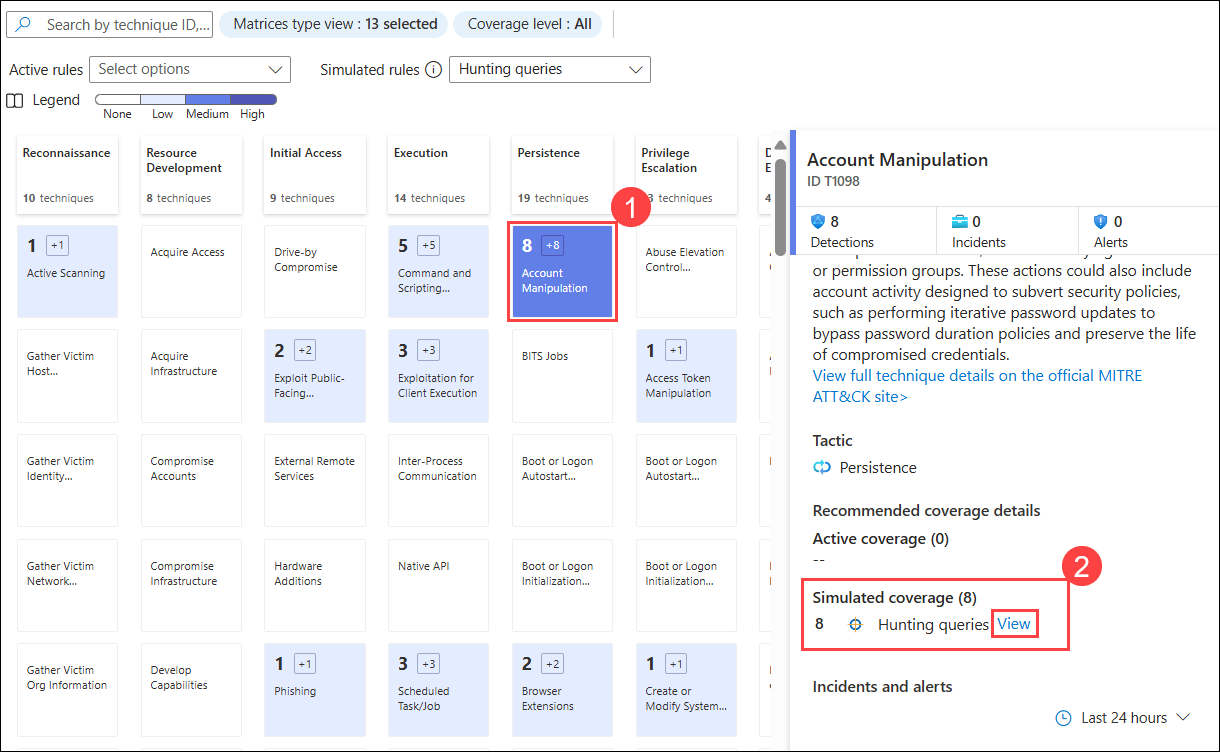 Search by technique ID,...
Matrices type view : 13 selected
Coverage level : All
Active rules
Select options
Simulated rules
Hunting queries
Legend
None
Low
Medium
High
Reconnaissance
10 techniques
Resource
Development
8 techniques
Initial Access
9 techniques
Execution
14 techniques
Persistence
19 techniques
Privilege
Escalation
3 techniques
D
E
4
1
1 +1
Active Scanning
Acquire Access
Drive-by
Compromise
5 +5
Command and
Scripting...
8 +8
Account
Manipulation
Abuse Elevation
Control...
Gather Victim
Host...
Acquire
Infrastructure
2 +2
Exploit Public-
Facing...
3 +3
Exploitation for
Client Execution
BITS Jobs
1 +1
Access Token
Manipulation
Gather Victim
Identity...
Compromise
Accounts
External Remote
Services
Inter-Process
Communication
Boot or Logon
Autostart...
Boot or Logon
Autostart...
Gather Victim
Network...
Compromise
Infrastructure
Hardware
Additions
Native API
Boot or Logon
Initialization...
Boot or Logon
Initialization...
Gather Victim
Org Information
Develop
Capabilities
1 +1
Phishing
3 +3
Scheduled
Task/Job
2 +2
Browser
Extensions
1 +1
Create or
Modify System...
Account Manipulation
ID T1098
8
Detections
0
Incidents
0
Alerts
or permission groups. These actions could also include
account activity designed to subvert security policies,
such as performing iterative password updates to
bypass password duration policies and preserve the life
of compromised credentials.
View full technique details on the official MITRE
ATT&CK site>
Tactic
Persistence
Recommended coverage details
Active coverage (0)
--
2
Simulated coverage (8)
8 Hunting queries View
Incidents and alerts
Last 24 hours